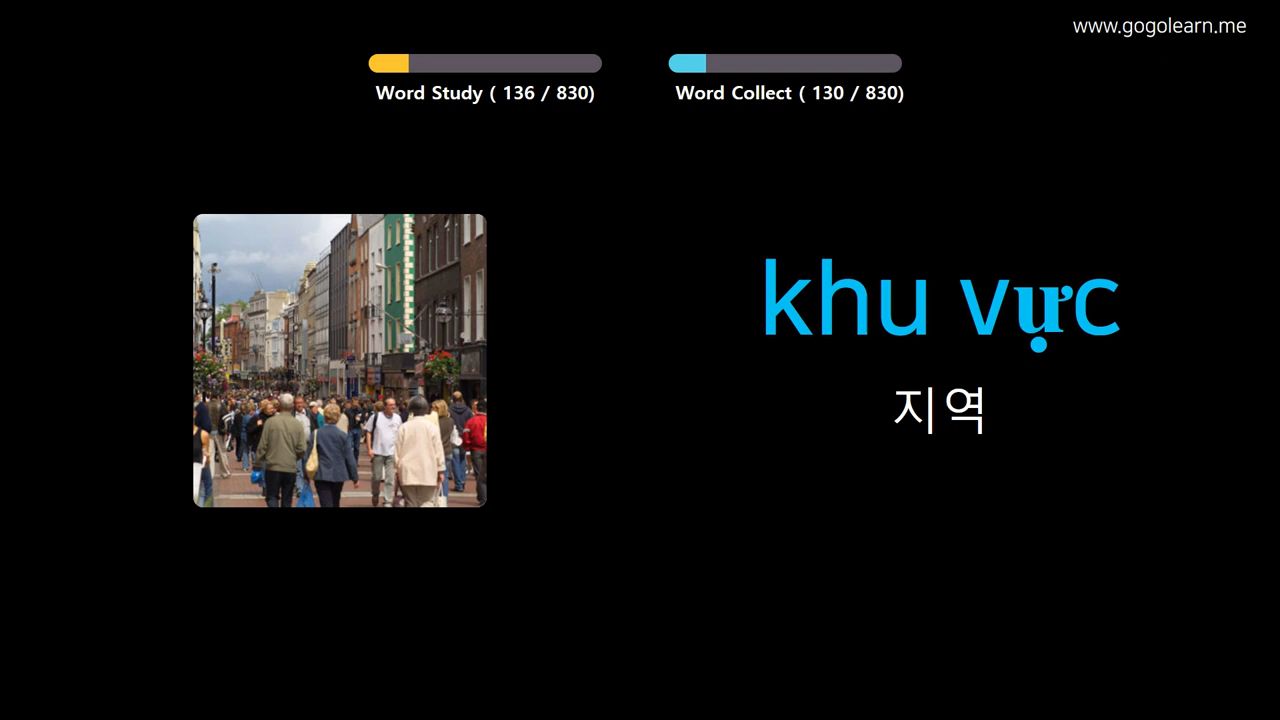 www.gogolearn.me
Word Study ( 136 / 830)
Word Collect ( 130 / 830)
khu vực
지역